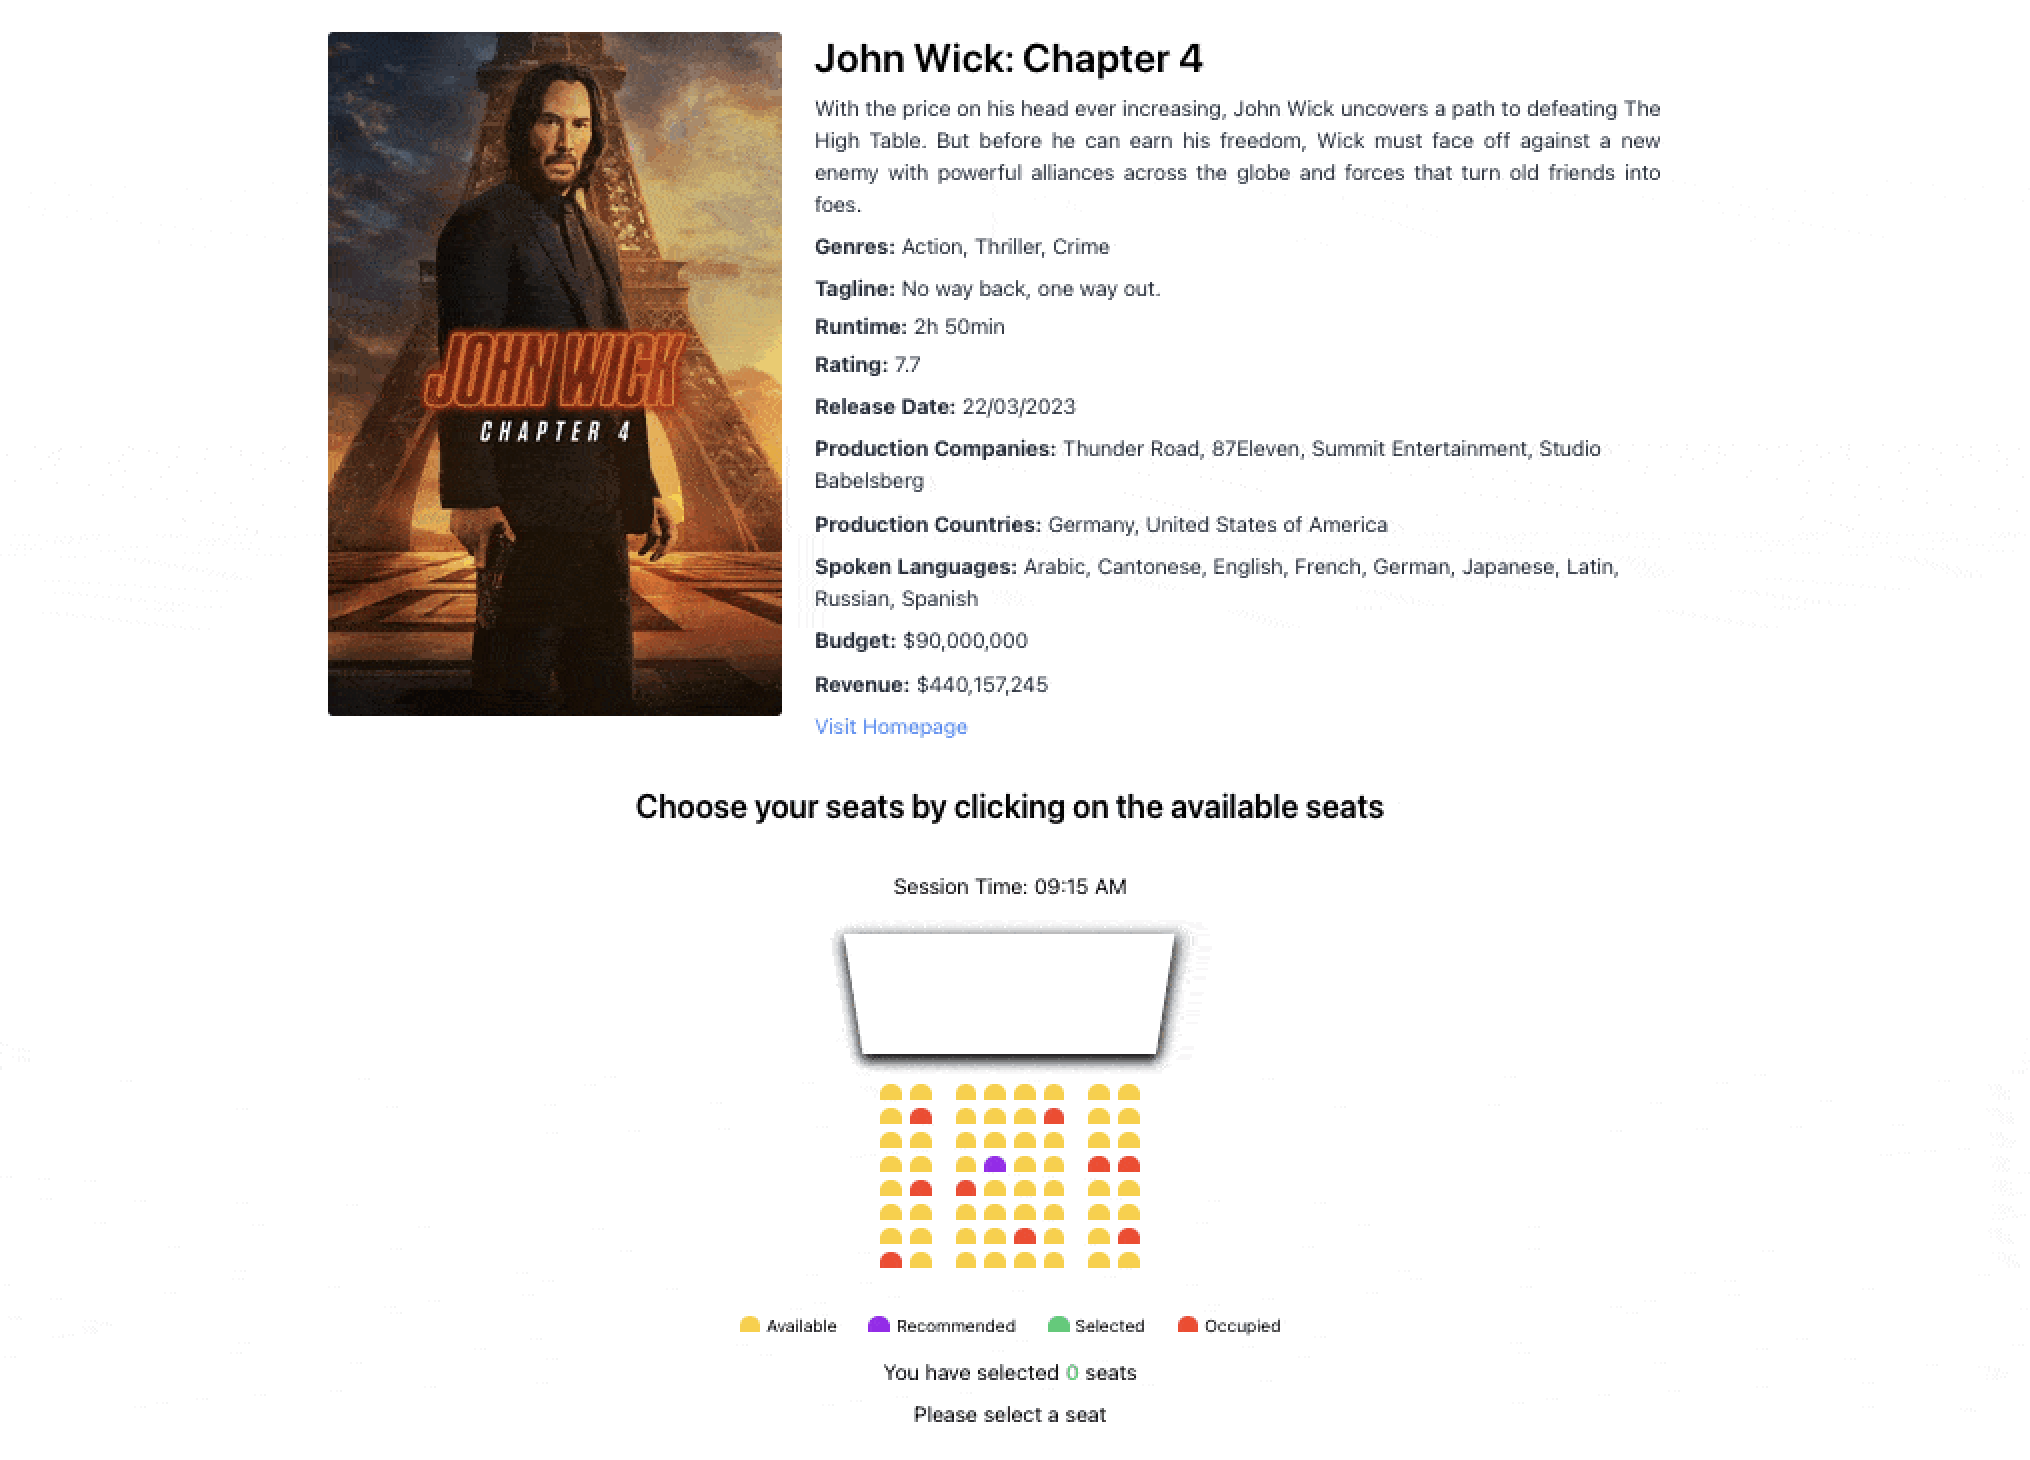 JOHN WICK
CHAPTER 4
John Wick: Chapter 4
With the price on his head ever increasing, John Wick uncovers a path to defeating The
High Table. But before he can earn his freedom, Wick must face off against a new
enemy with powerful alliances across the globe and forces that turn old friends into
foes.
Genres: Action, Thriller, Crime
Tagline: No way back, one way out.
Runtime: 2h 50min
Rating: 7.7
Release Date: 22/03/2023
Production Companies: Thunder Road, 87Eleven, Summit Entertainment, Studio
Babelsberg
Production Countries: Germany, United States of America
Spoken Languages: Arabic, Cantonese, English, French, German, Japanese, Latin,
Russian, Spanish
Budget: $90,000,000
Revenue: $440,157,245
Visit Homepage
Choose your seats by clicking on the available seats
Session Time: 09:15 AM
Available Recommended Selected Occupied
You have selected 0 seats
Please select a seat